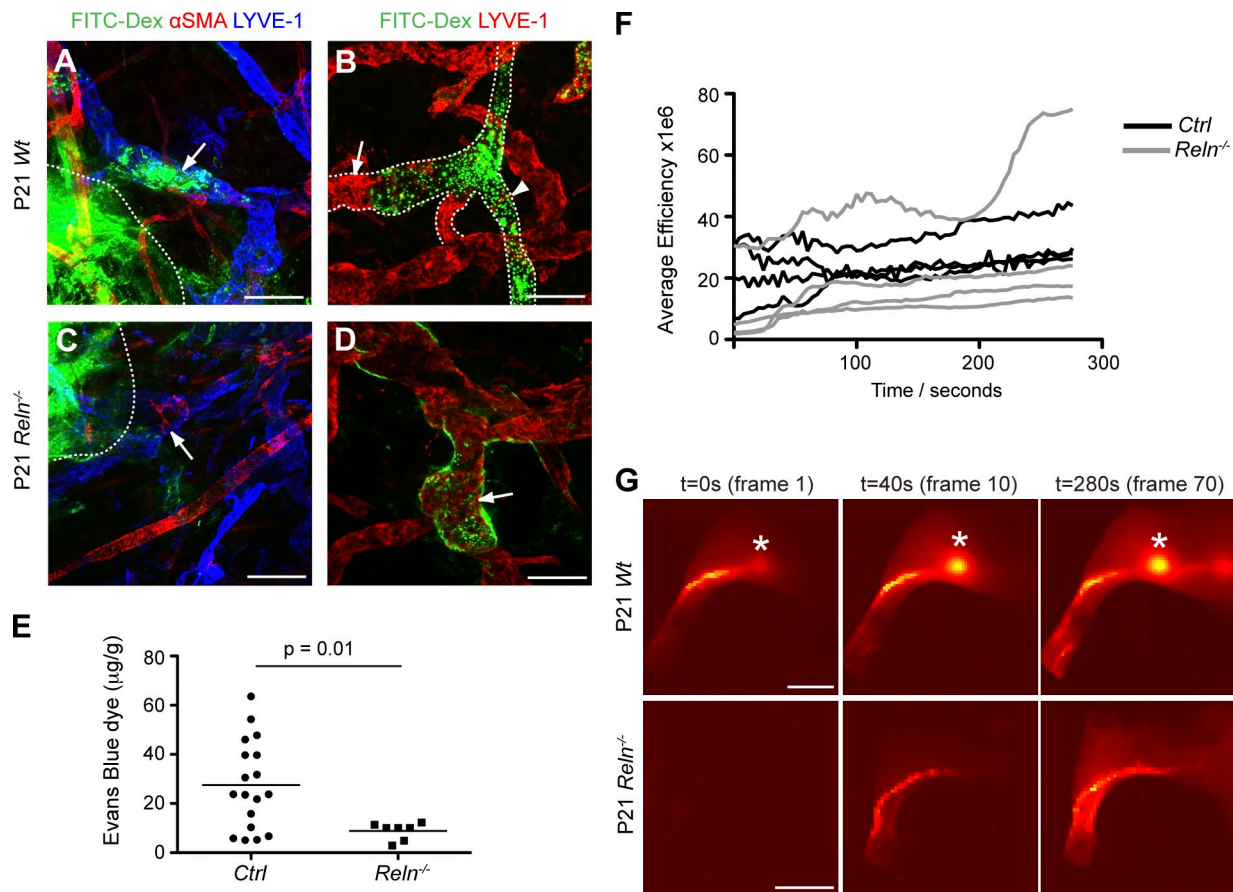 FITC-Dex αSMA LYVE-1
FITC-Dex LYVE-1
P21 Wt
A
B
P21 Reln-/-
C
D
E
Evans Blue dye (μg/g)
80
60
40
20
0
p = 0.01
Ctrl
Reln-/-
F
Average Efficiency x1e6
80
60
40
20
0
100
200
300
Time / seconds
Ctrl
Reln-/-
G
t=0s (frame 1)
t=40s (frame 10)
t=280s (frame 70)
P21 Wt
*
*
*
P21 Reln-/-